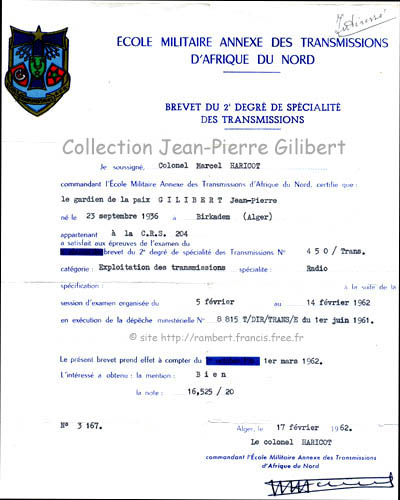 Intéressé
ÉCOLE MILITAIRE ANNEXE DES TRANSMISSIONS
D'AFRIQUE DU NORD
BREVET DU 2e DEGRÉ DE SPÉCIALITÉ
DES TRANSMISSIONS
© Collection Jean-Pierre Gilibert
Je soussigné, Colonel Marcel HARICOT
commandant l'École Militaire Annexe des Transmissions d'Afrique du Nord, certifie que :
le gardien de la paix G I L I B E R T Jean-Pierre
né le 23 septembre 1936 à Birkadem (Alger)
appartenant à la C.R.S. 204
a satisfait aux épreuves de l'examen du
brevet du 2e degré de spécialité des Transmissions N° 4 5 0 / Trans.
catégorie : Exploitation des transmissions spécialité : Radio
spécification : à la suite de la
session d'examen organisée du 5 février au 14 février 1962
en exécution de la dépêche ministérielle N° 8 815 T/DIR/TRANS/E du 1er juin 1961.
© site http://rambert.francis.free.fr
Le présent brevet prend effet à compter du 1er mars 1962.
L'intéressé a obtenu : la mention : B i e n
la note : 16,525 / 20
N° 3 167.
Alger, le 17 février 1962.
Le colonel HARICOT
commandant l'École Militaire Annexe des Transmissions
d'Afrique du Nord